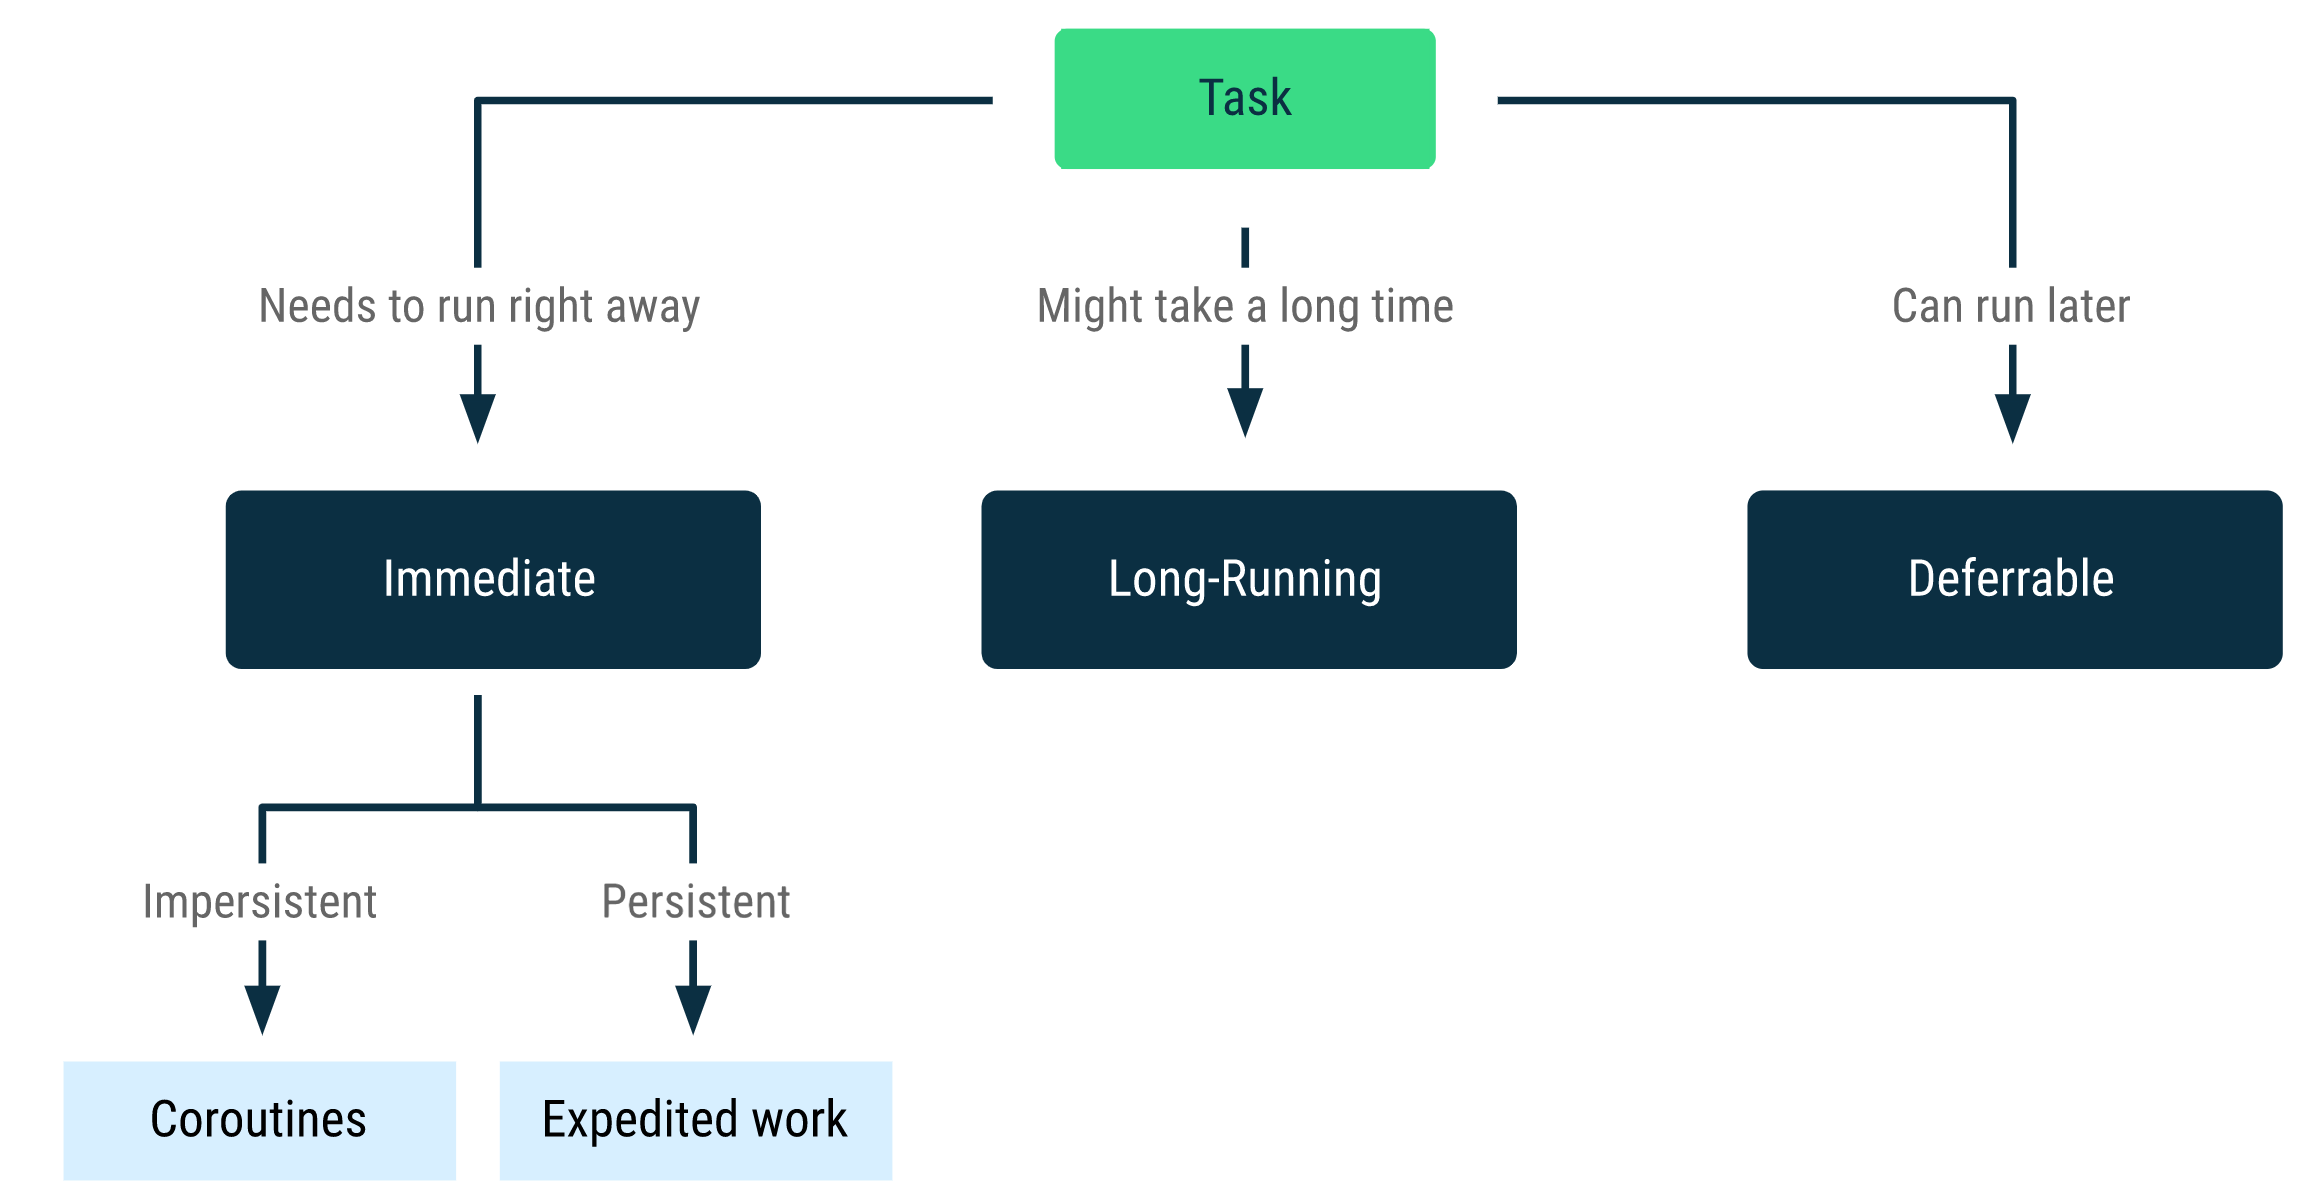 Task
Needs to run right away
Might take a long time
Can run later
Immediate
Long-Running
Deferrable
Impersistent
Persistent
Coroutines
Expedited work